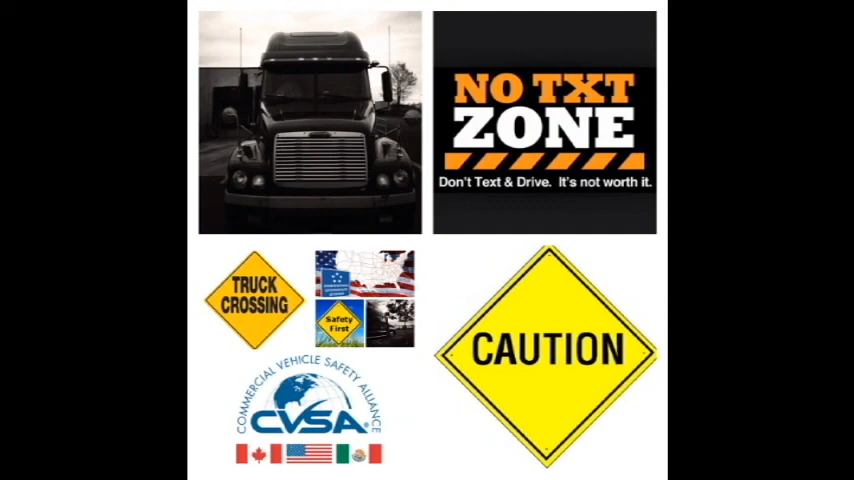 NO TXT
ZONE
Don't Text & Drive. It's not worth it.
TRUCK
CROSSING
Safety
First
CAUTION
COMMERCIAL VEHICLE SAFETY ALLIANCE
CVSA®